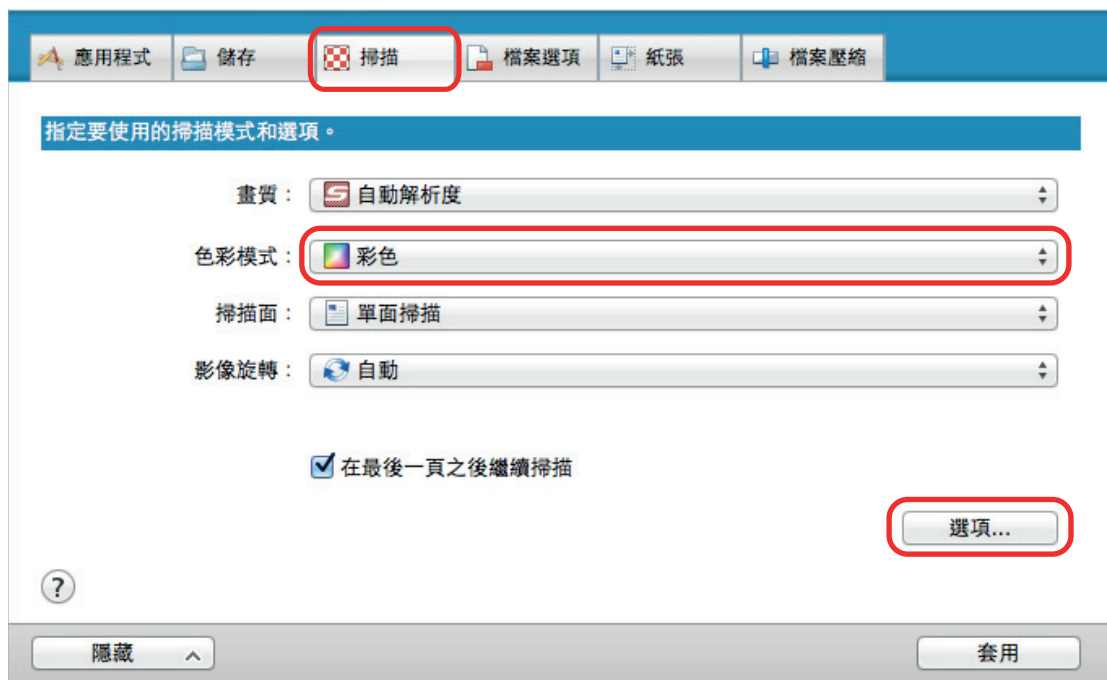 應用程式 儲存 掃描 檔案選項 紙張 檔案壓縮
指定要使用的掃描模式和選項。
畫質： 自動解析度
色彩模式： 彩色
掃描面： 單面掃描
影像旋轉： 自動
在最後一頁之後繼續掃描
選項...
?
隱藏 套用